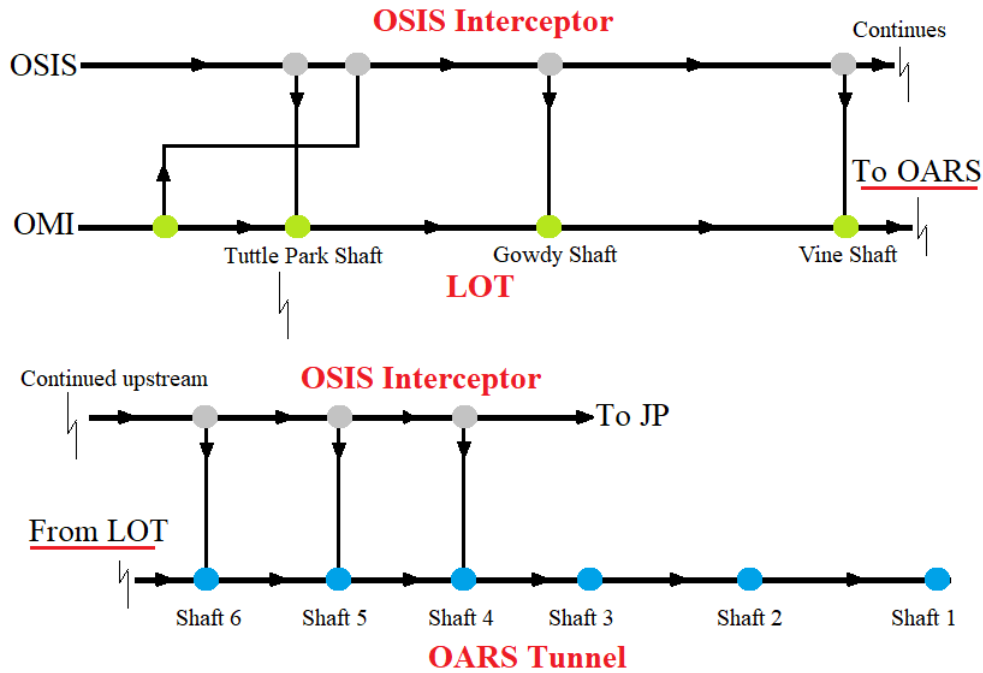 OSIS Interceptor
Continues
OSIS
To OARS
OMI
Tuttle Park Shaft
Gowdy Shaft
Vine Shaft
LOT
Continued upstream
OSIS Interceptor
To JP
From LOT
Shaft 6
Shaft 5
Shaft 4
Shaft 3
Shaft 2
Shaft 1
OARS Tunnel